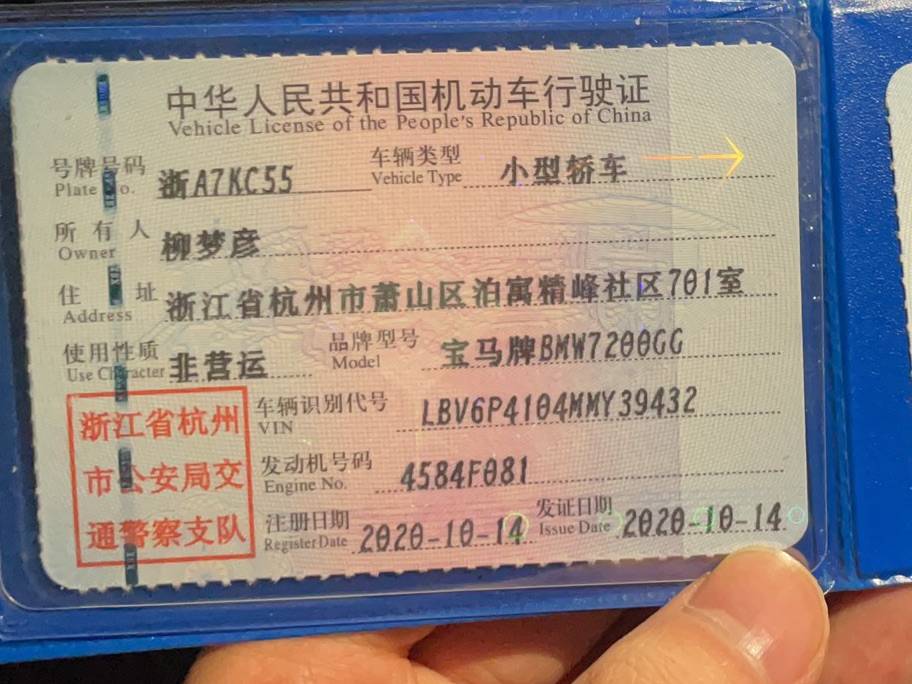 中华人民共和国机动车行驶证
Vehicle License of the People's Republic of China
号牌号码 浙A7KC55 车辆类型 小型轿车
Plate No. Vehicle Type
所有人 柳梦彦
Owner
住址 浙江省杭州市萧山区泊寓精峰社区701室
Address
使用性质 非营运 品牌型号 宝马牌BMW7200GG
Use Character Model
浙江省杭州
市公安局交
通警察支队
车辆识别代号 LBV6P4104MMY39432
VIN
发动机号码 4584F081
Engine No.
注册日期 2020-10-14 发证日期 2020-10-14
Register Date Issue Date